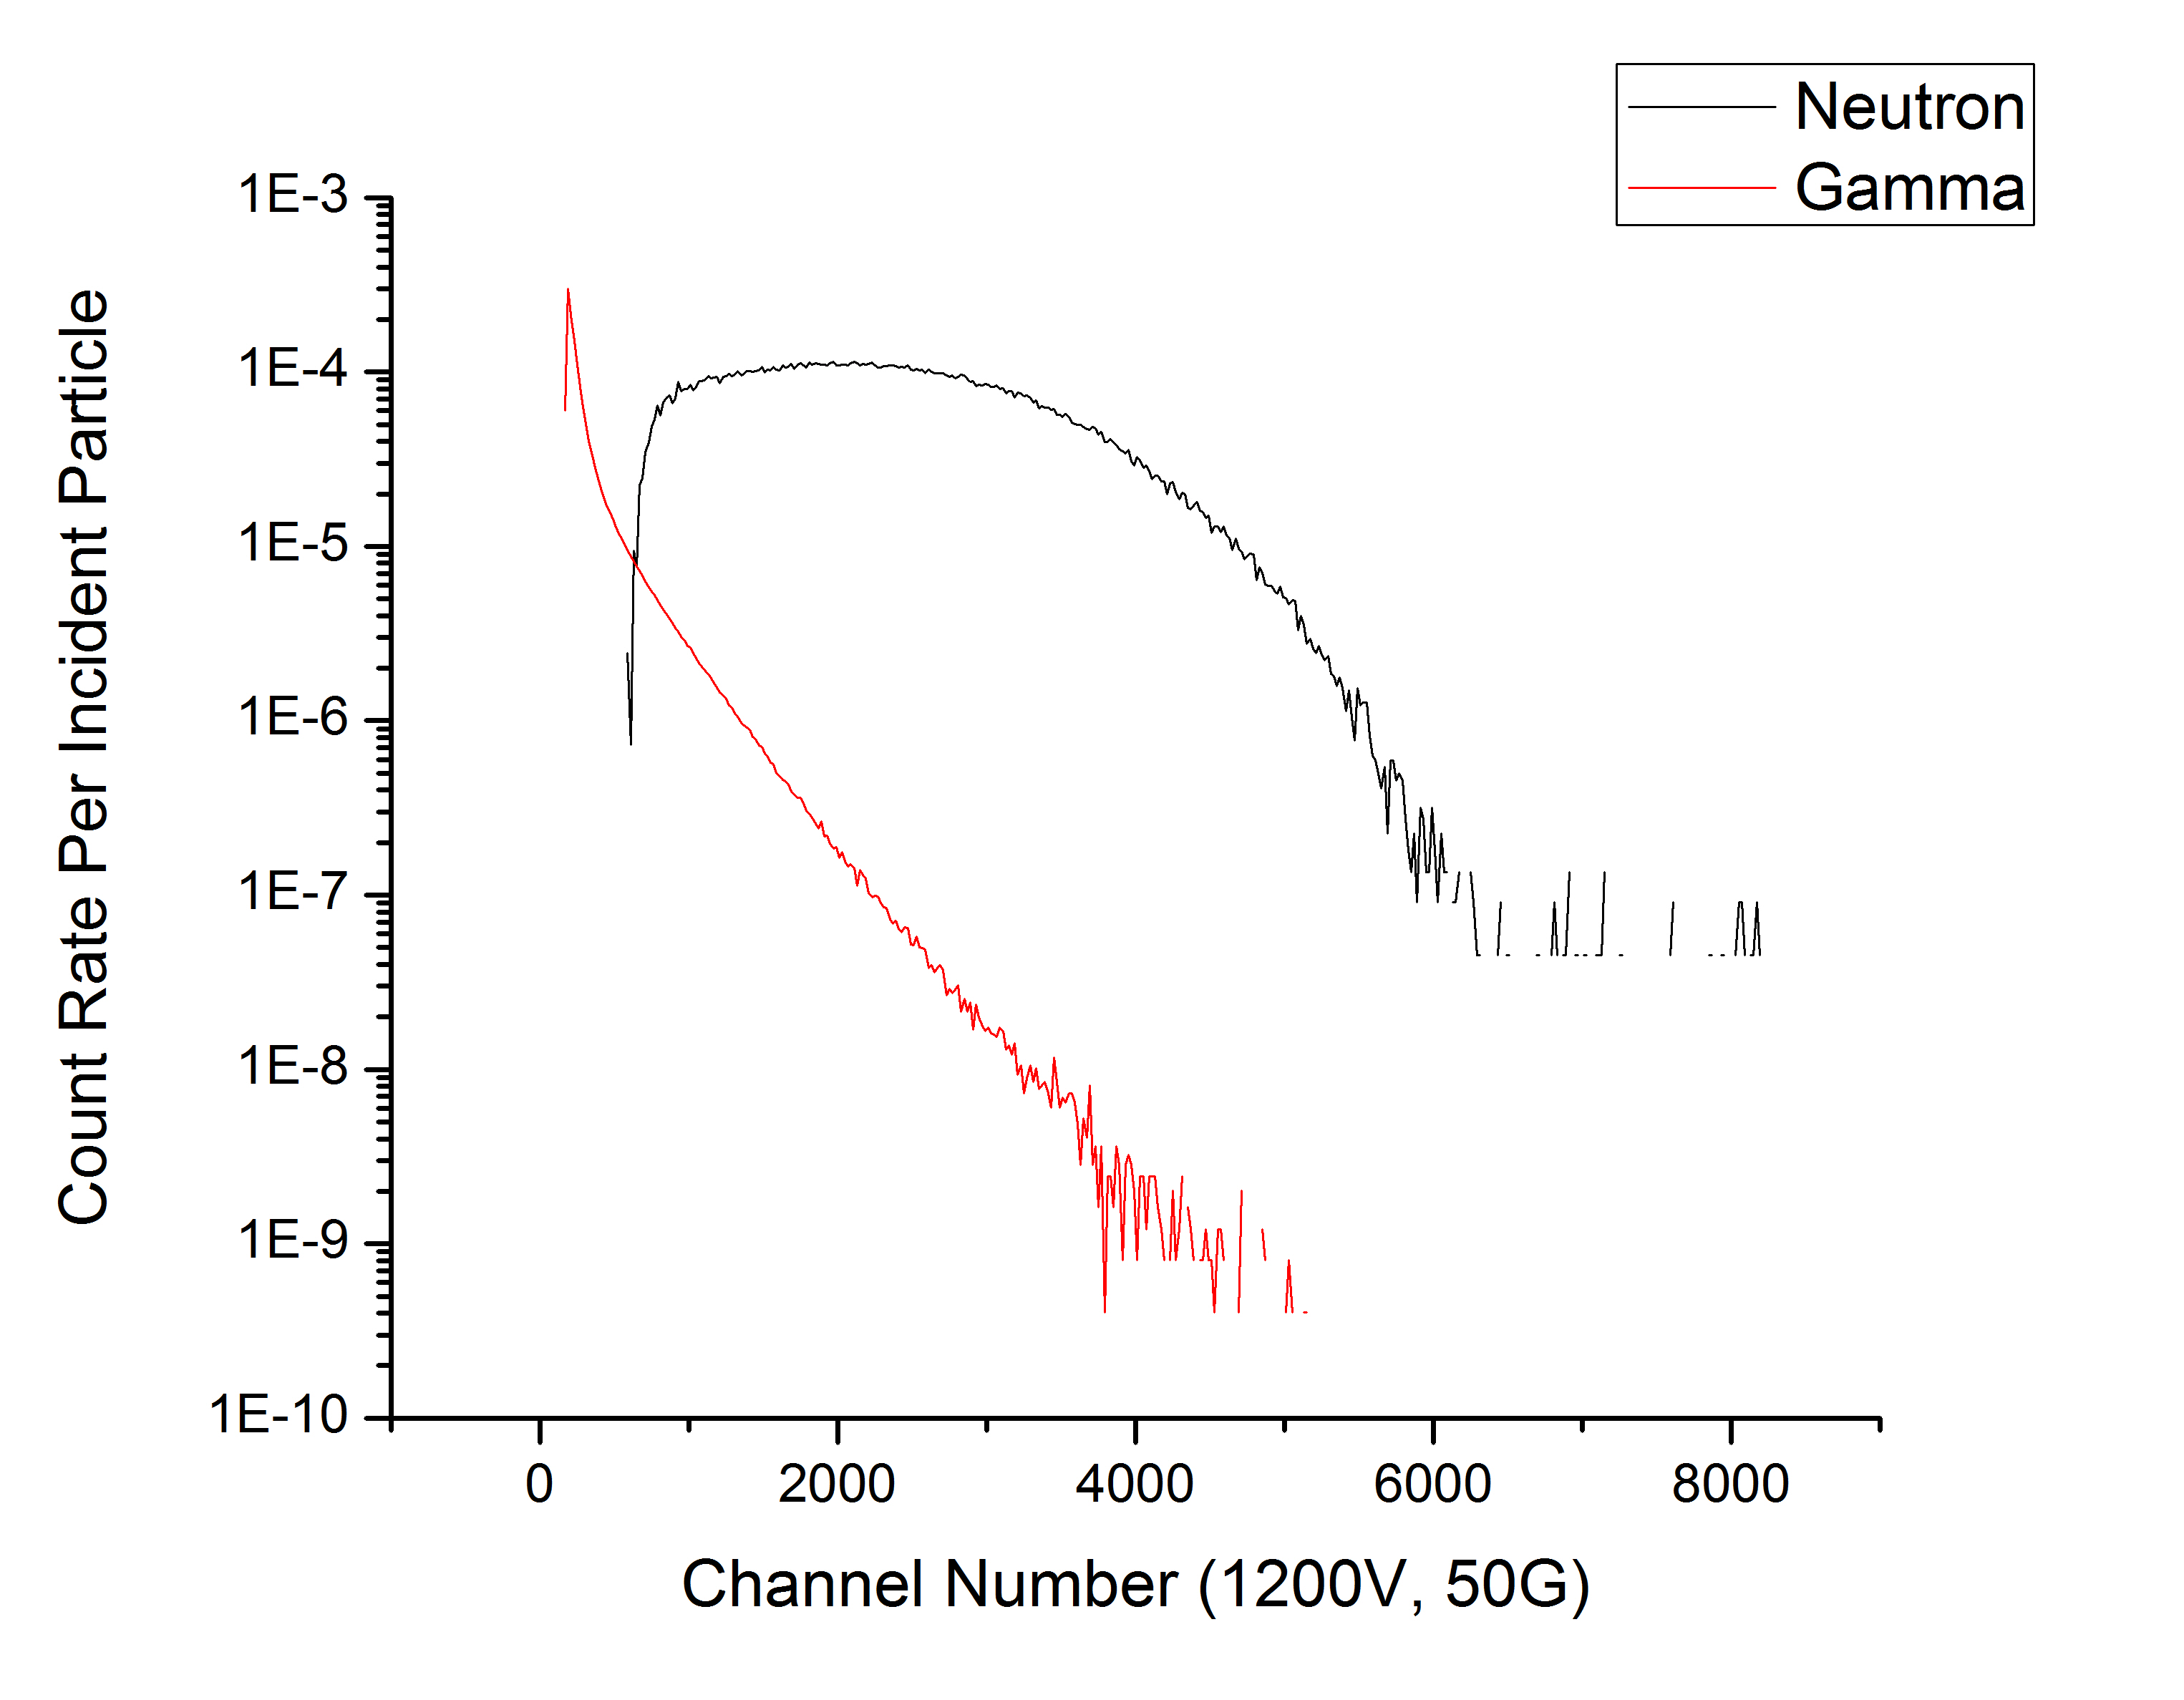 Neutron
Gamma
Count Rate Per Incident Particle
1E-3
1E-4
1E-5
1E-6
1E-7
1E-8
1E-9
1E-10
0 2000 4000 6000 8000
Channel Number (1200V, 50G)